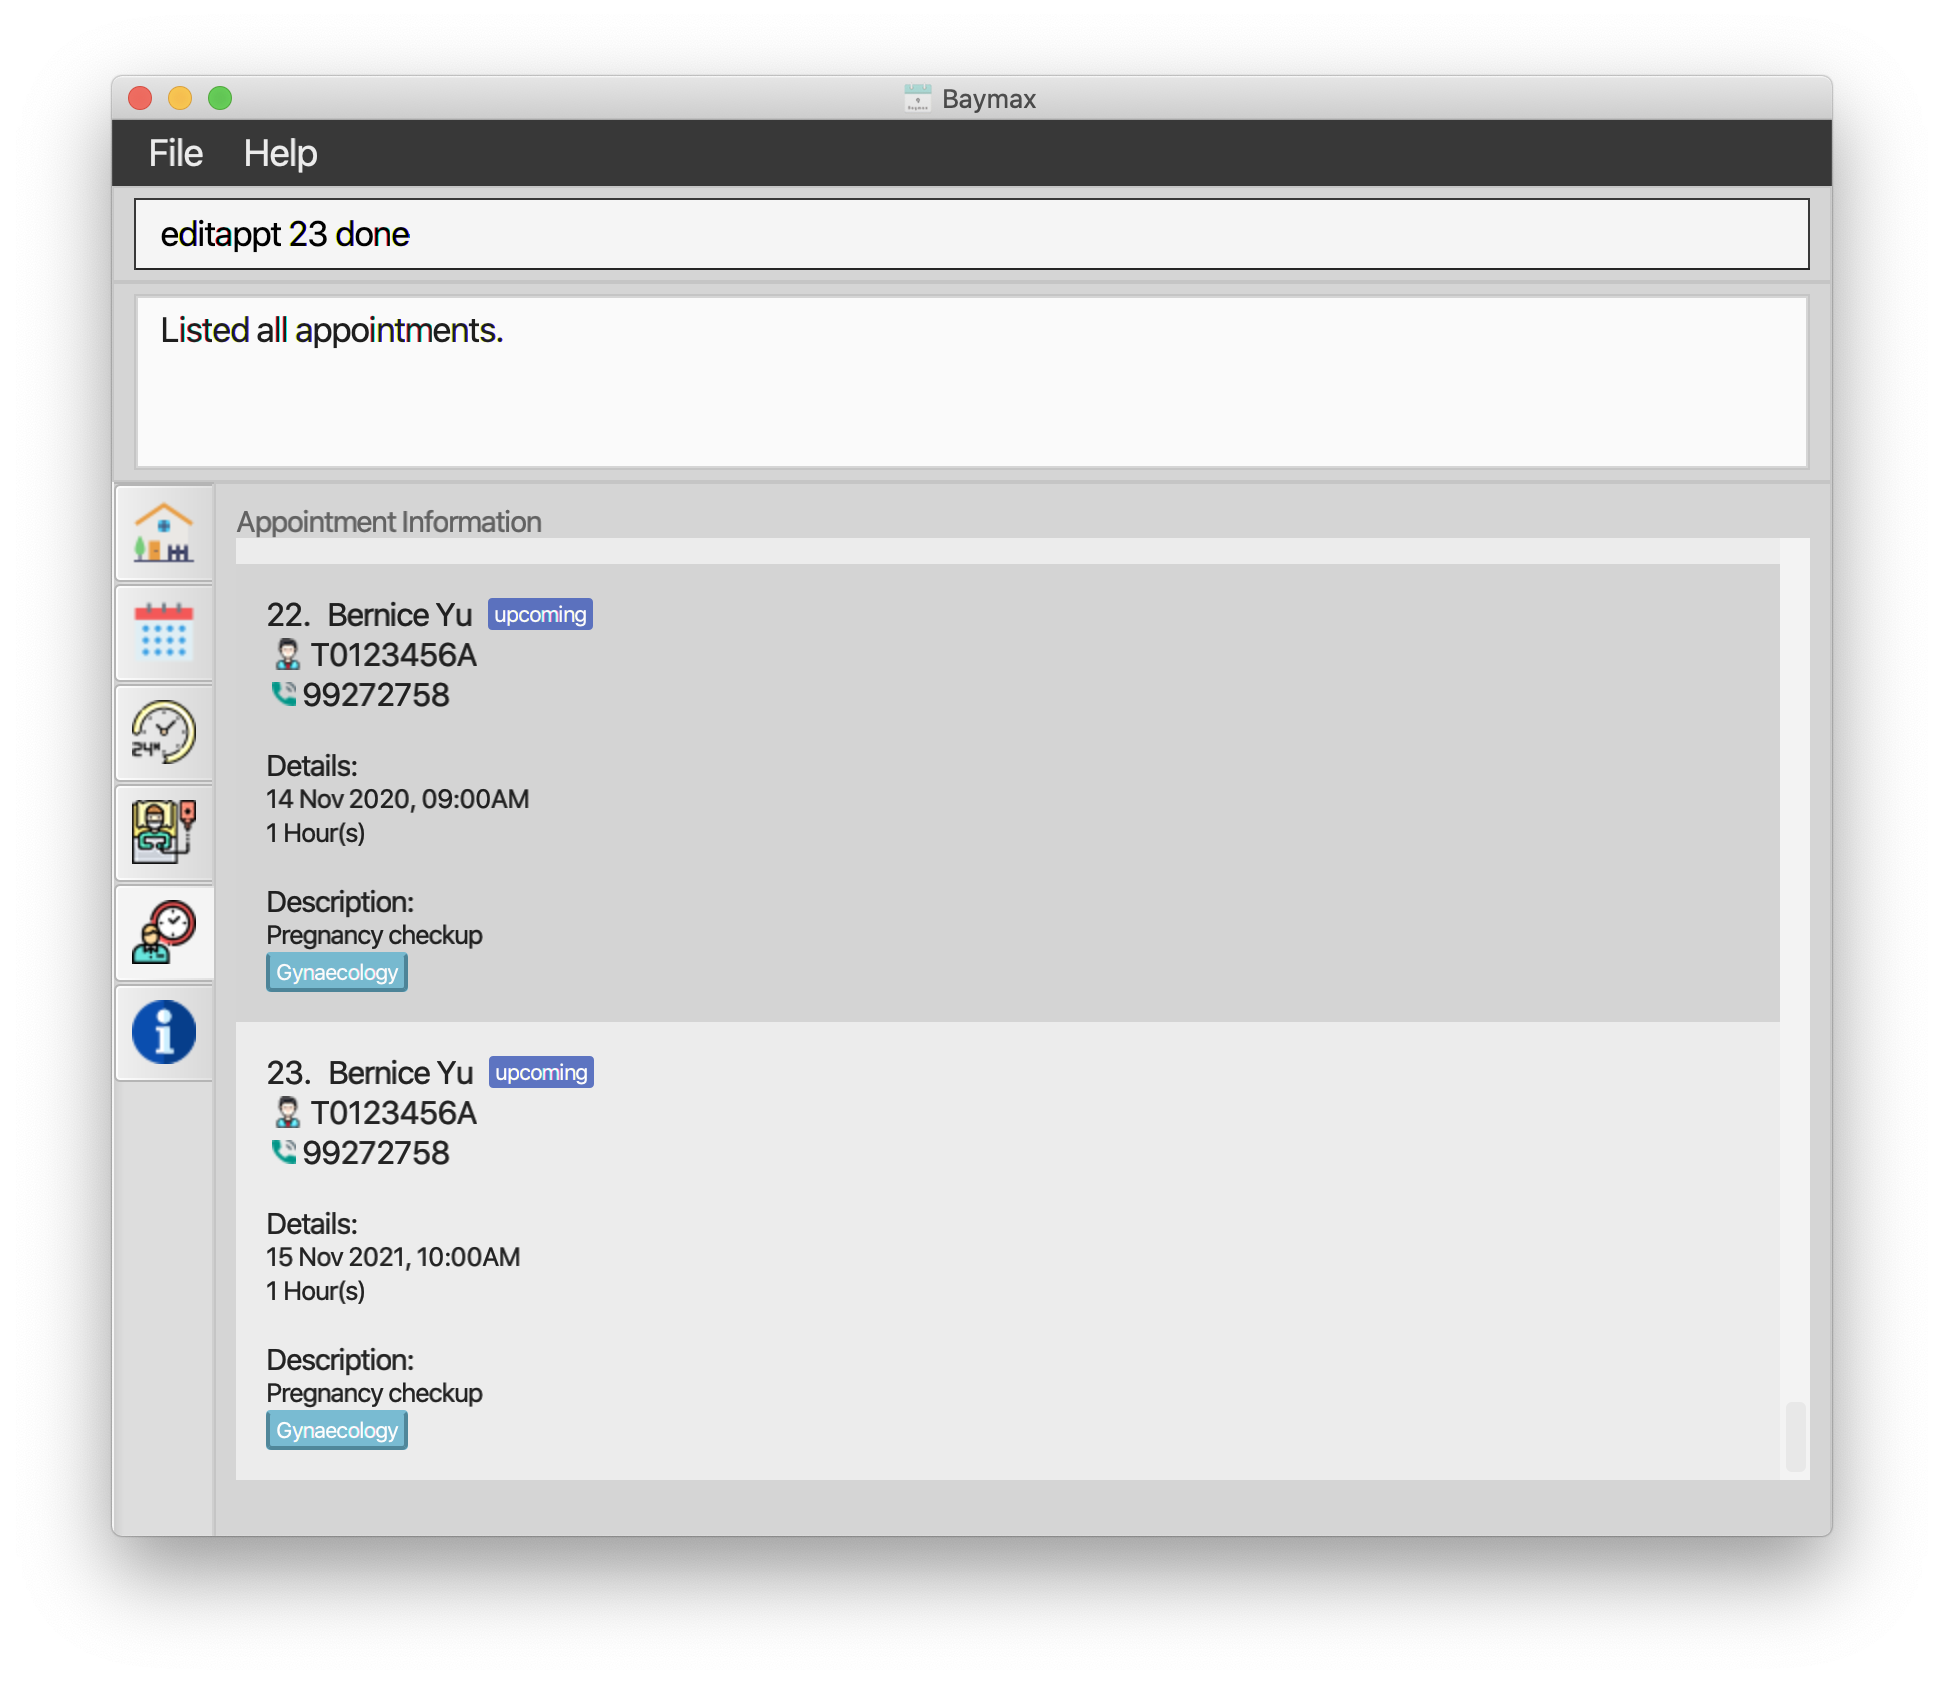 Baymax
File Help
editappt 23 done
Listed all appointments.
Appointment Information
22. Bernice Yu upcoming
T0123456A
99272758
Details:
14 Nov 2020, 09:00AM
1 Hour(s)
Description:
Pregnancy checkup
Gynaecology
23. Bernice Yu upcoming
T0123456A
99272758
Details:
15 Nov 2021, 10:00AM
1 Hour(s)
Description:
Pregnancy checkup
Gynaecology
24H